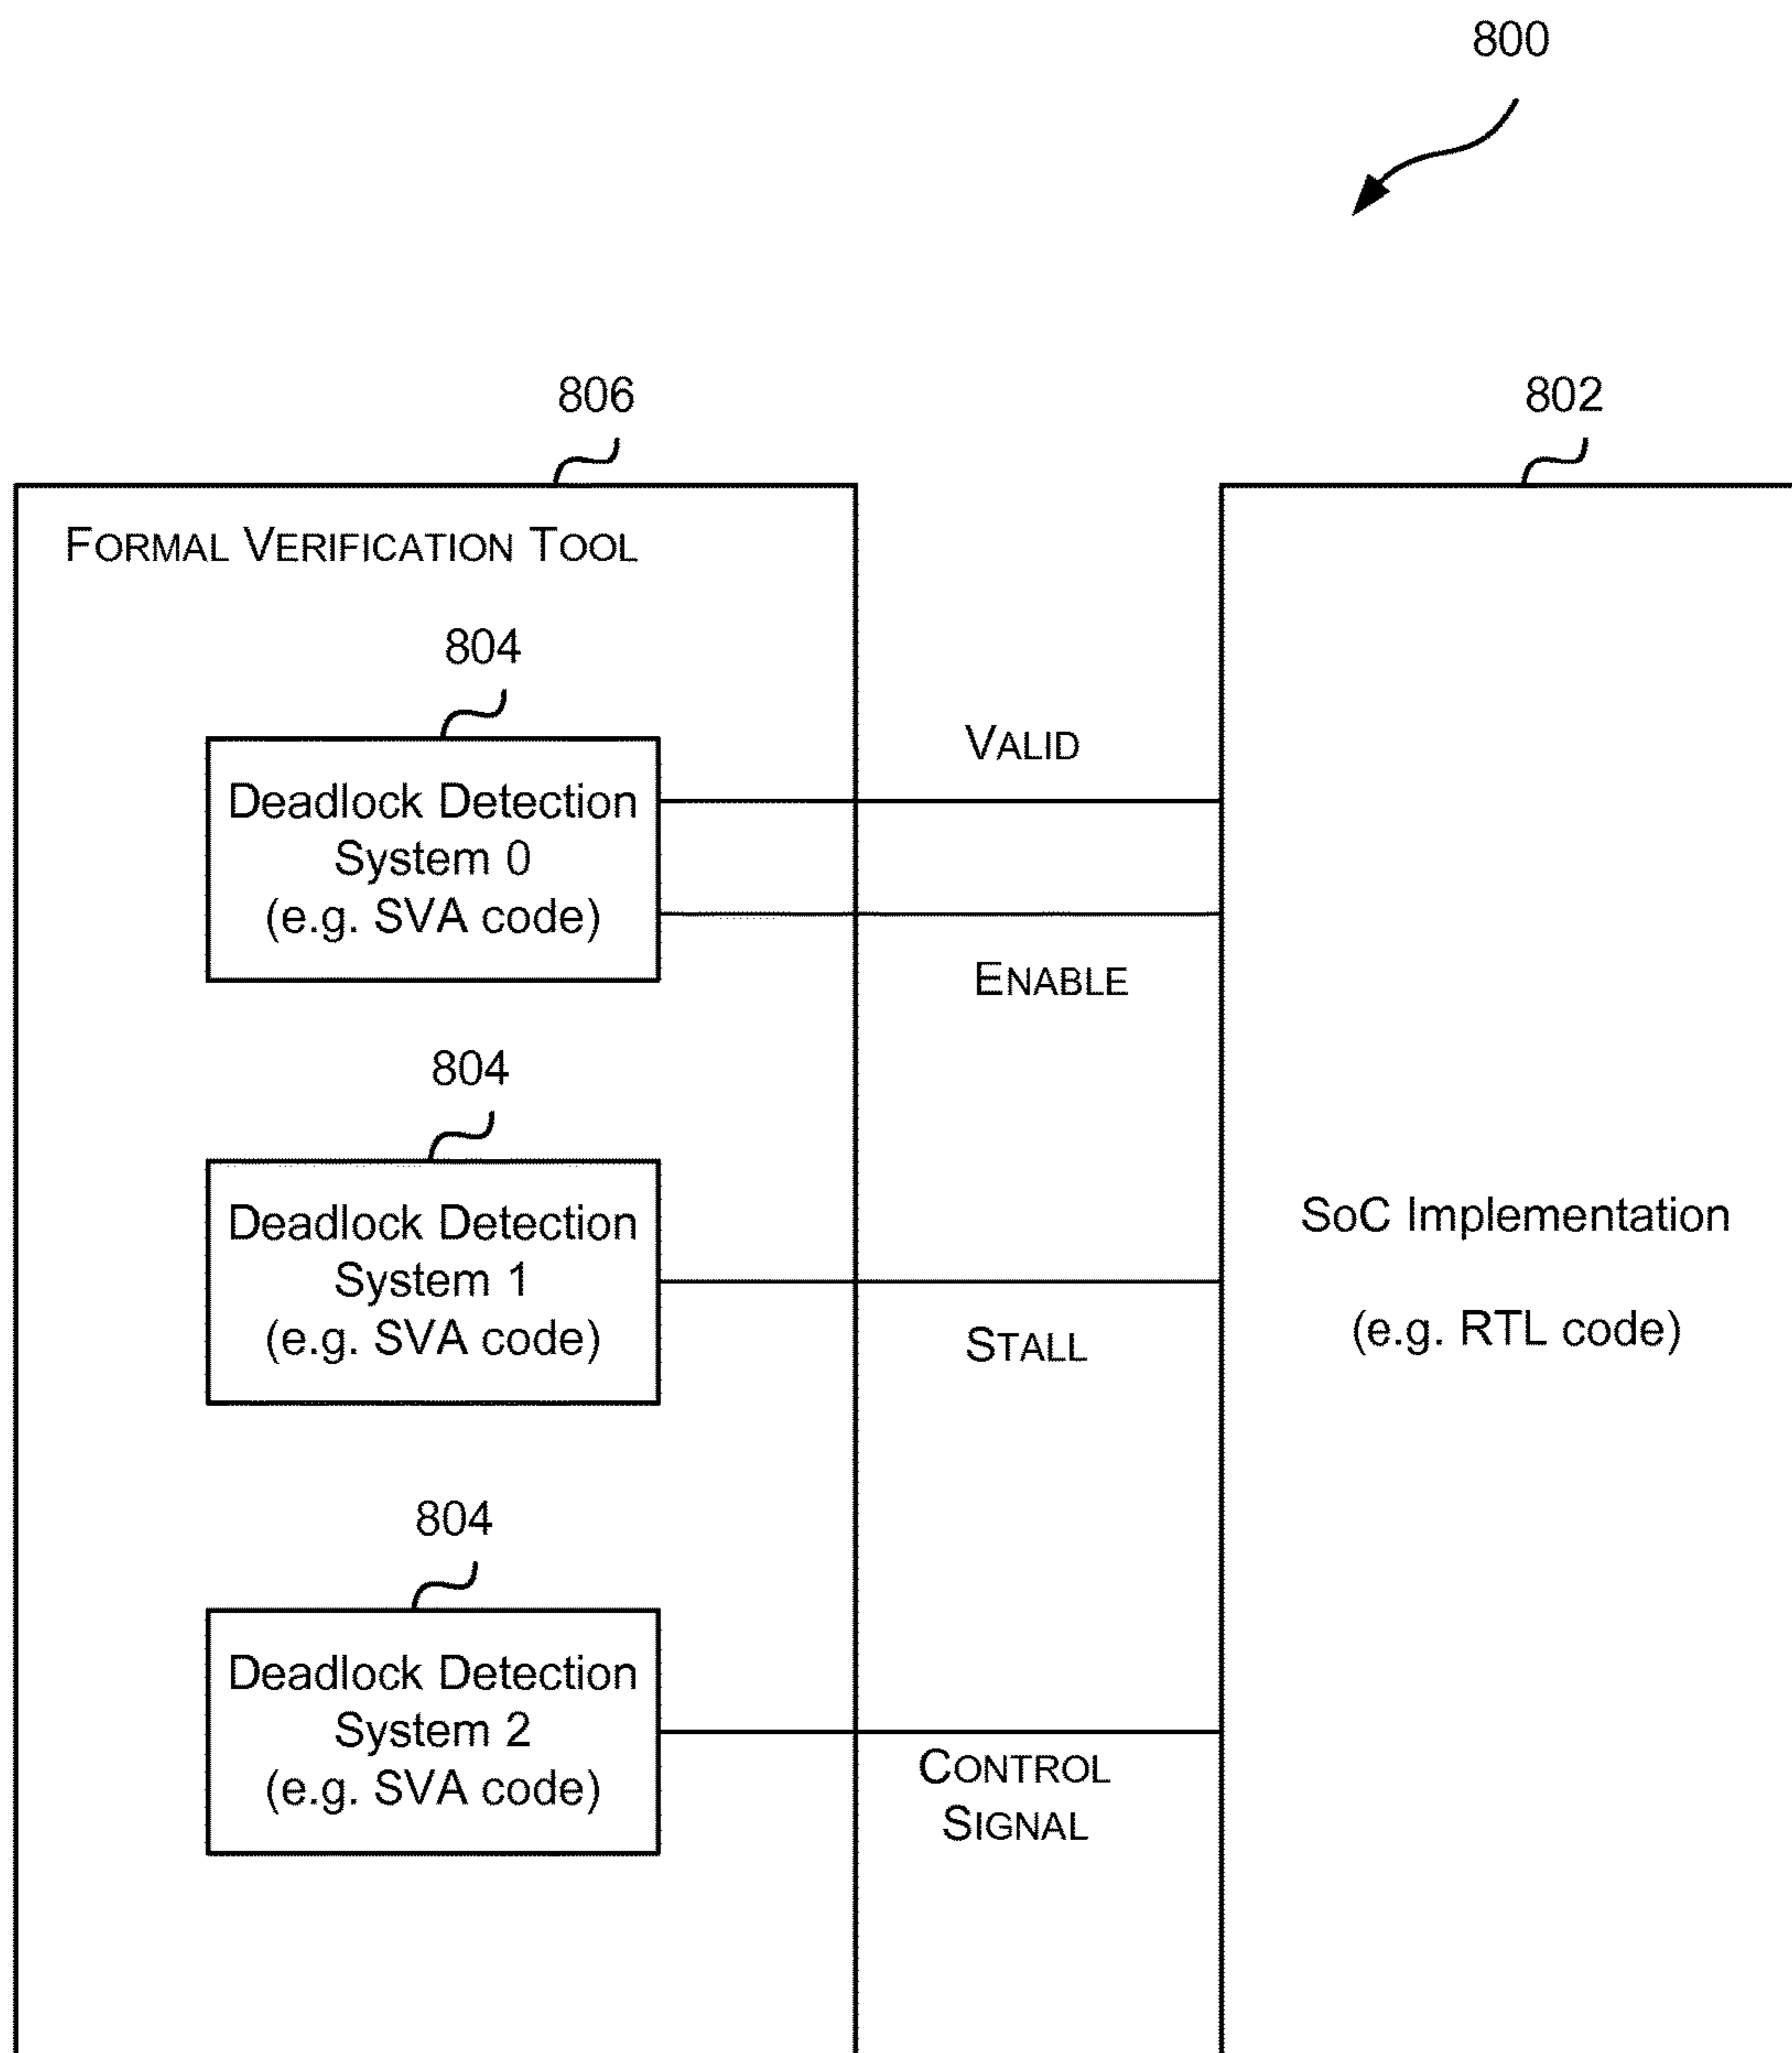 800
806
802
FORMAL VERIFICATION TOOL
804
Deadlock Detection
System 0
(e.g. SVA code)
VALID
ENABLE
804
Deadlock Detection
System 1
(e.g. SVA code)
STALL
SoC Implementation
(e.g. RTL code)
804
Deadlock Detection
System 2
(e.g. SVA code)
CONTROL
SIGNAL